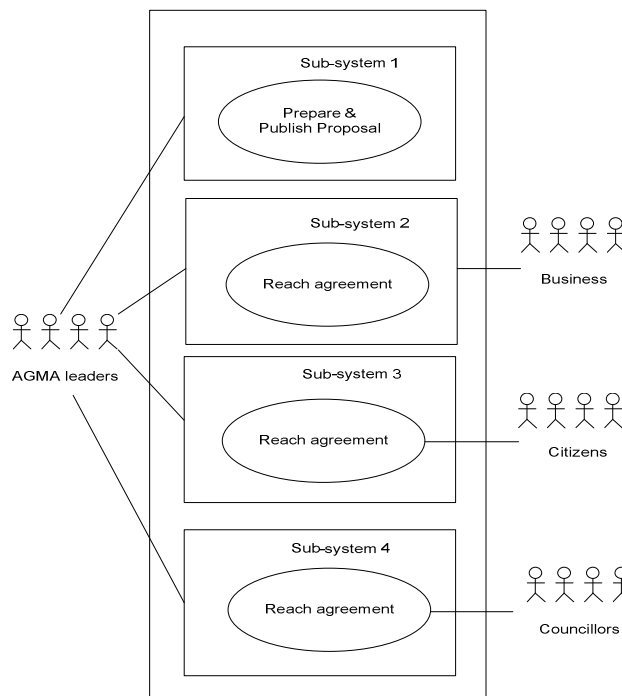 Sub-system 1
Prepare &
Publish Proposal
Sub-system 2
Reach agreement
Business
AGMA leaders
Sub-system 3
Reach agreement
Citizens
Sub-system 4
Reach agreement
Councillors